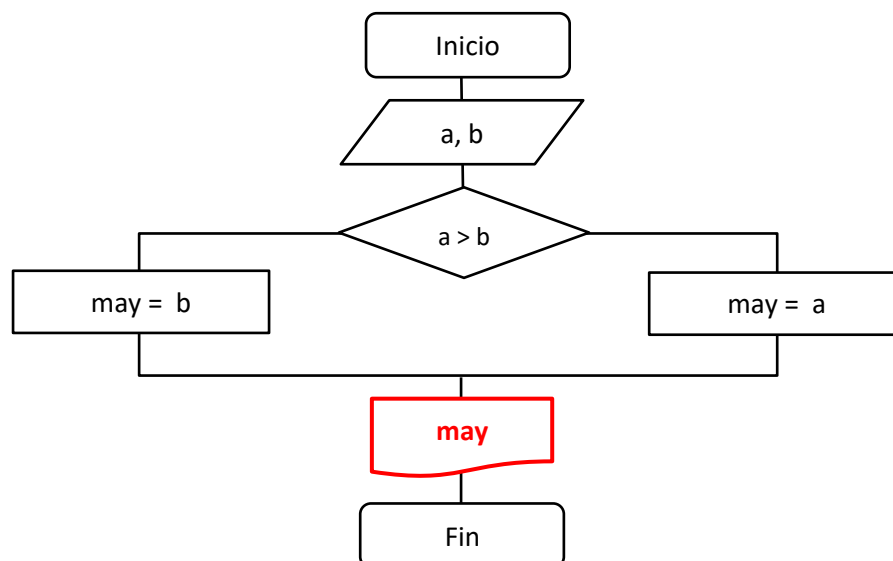 Inicio
a, b
a > b
may = b
may = a
may
Fin